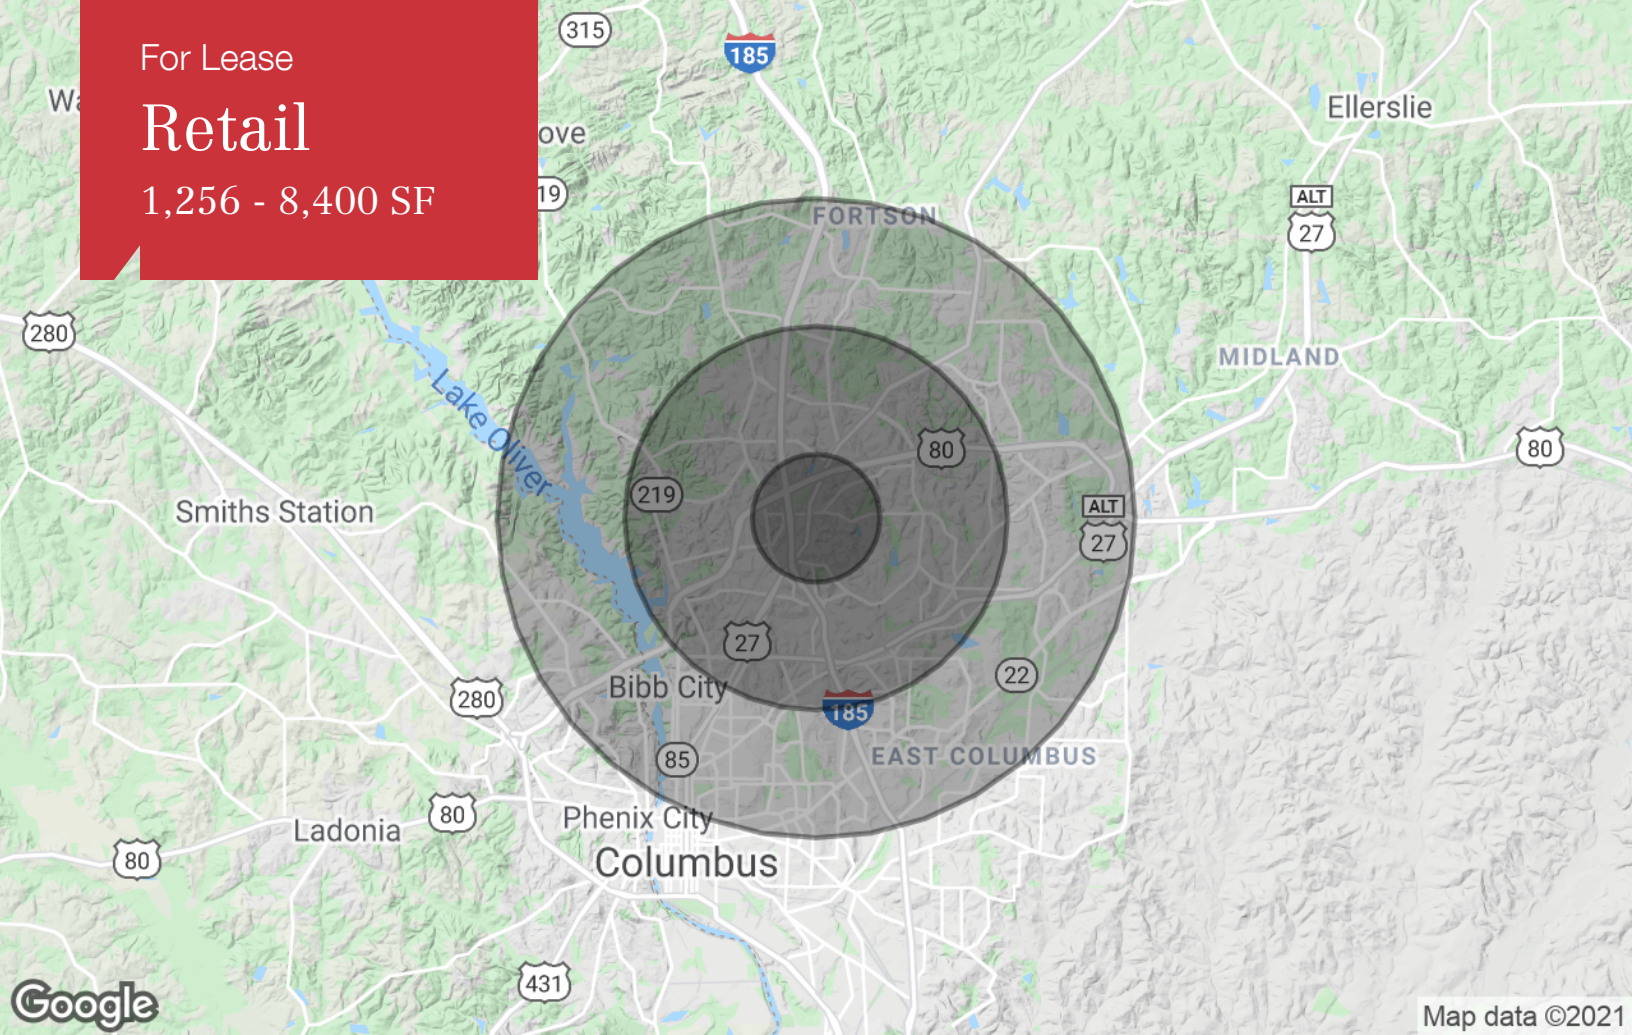 For Lease
Retail
1,256 - 8,400 SF
315
185
Ellerslie
ove
19
ALT
27
FORTSON
280
MIDLAND
Lake Oliver
80
80
219
Smiths Station
ALT
27
27
22
Bibb City
280
185
85
EAST COLUMBUS
80
Phenix City
Ladonia
80
Columbus
431
Google
Map data ©2021